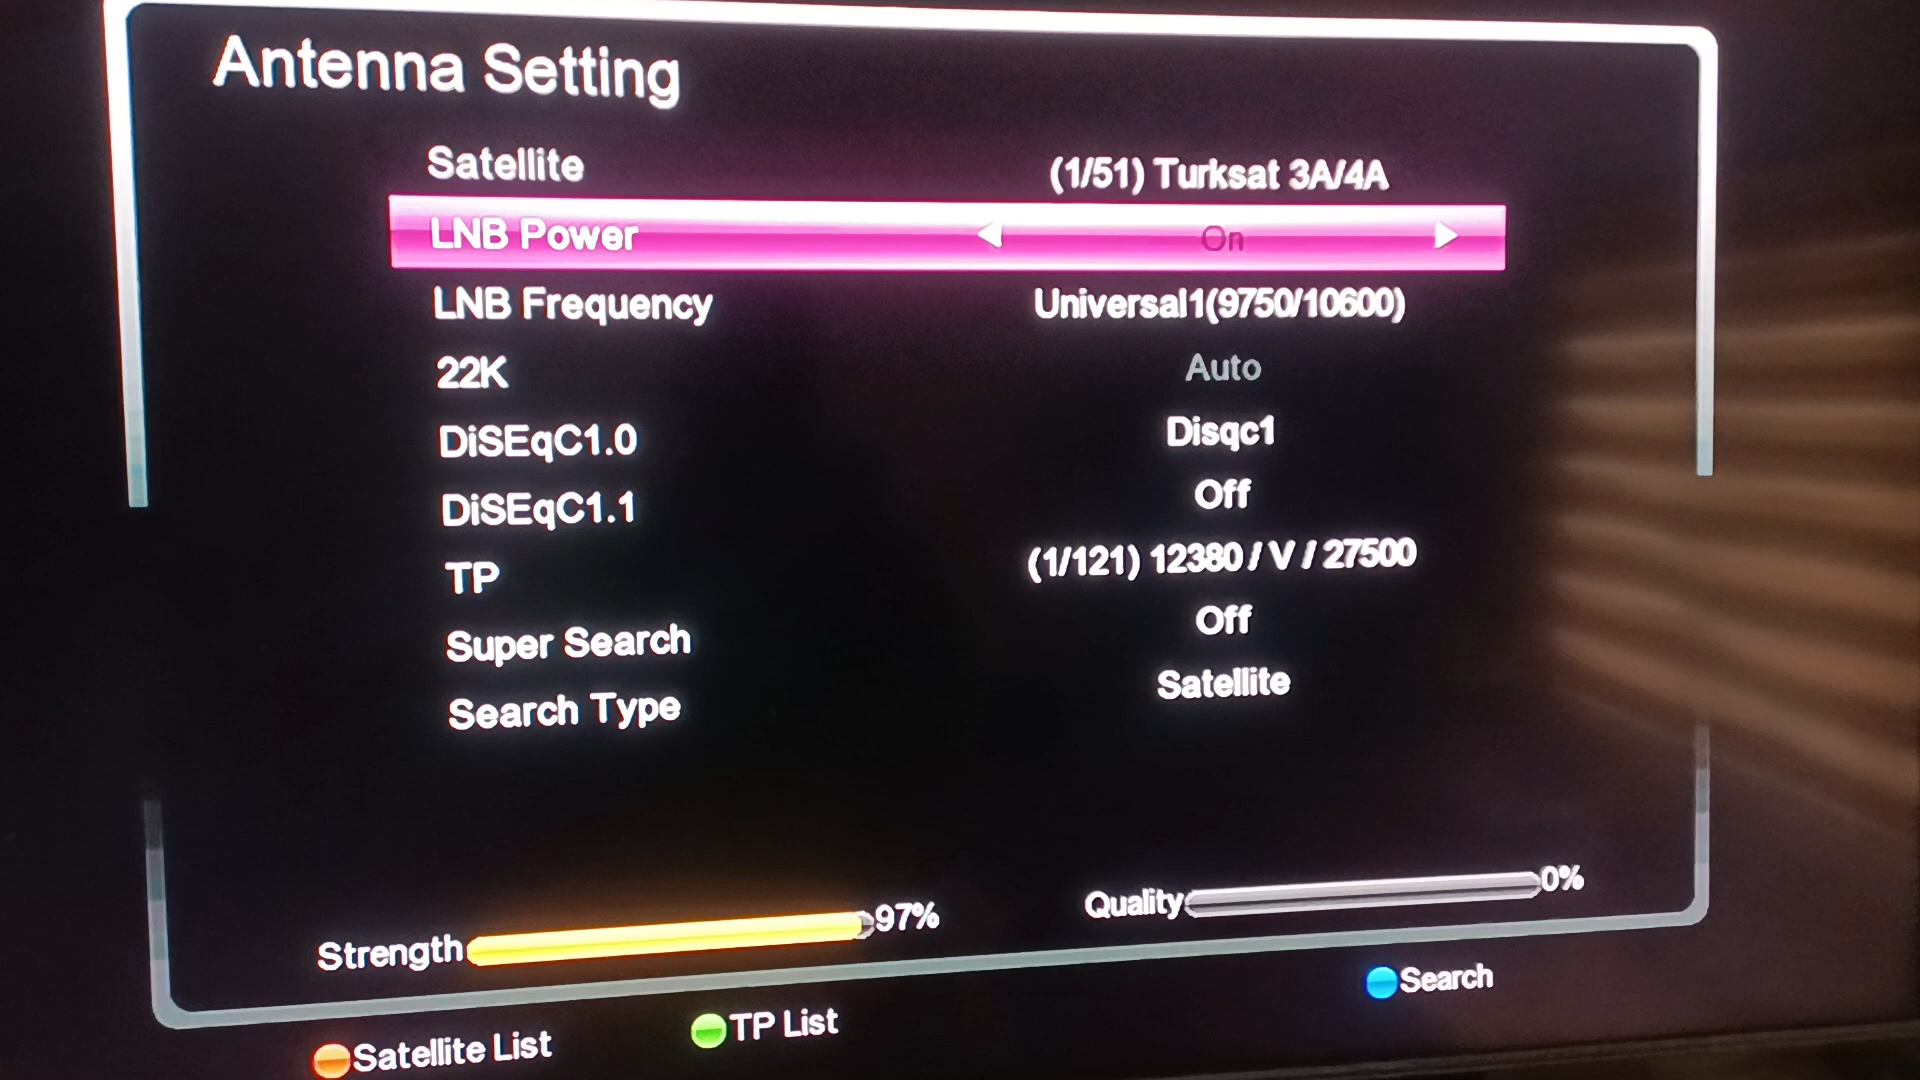 Antenna Setting
Satellite (1/51) Turksat 3A/4A
LNB Power On
LNB Frequency Universal1(9750/10600)
22K Auto
DiSEqC1.0 Disqc1
DiSEqC1.1 Off
TP (1/121) 12380 / V / 27500
Super Search Off
Search Type Satellite
Strength 97% Quality 0%
Satellite List TP List Search